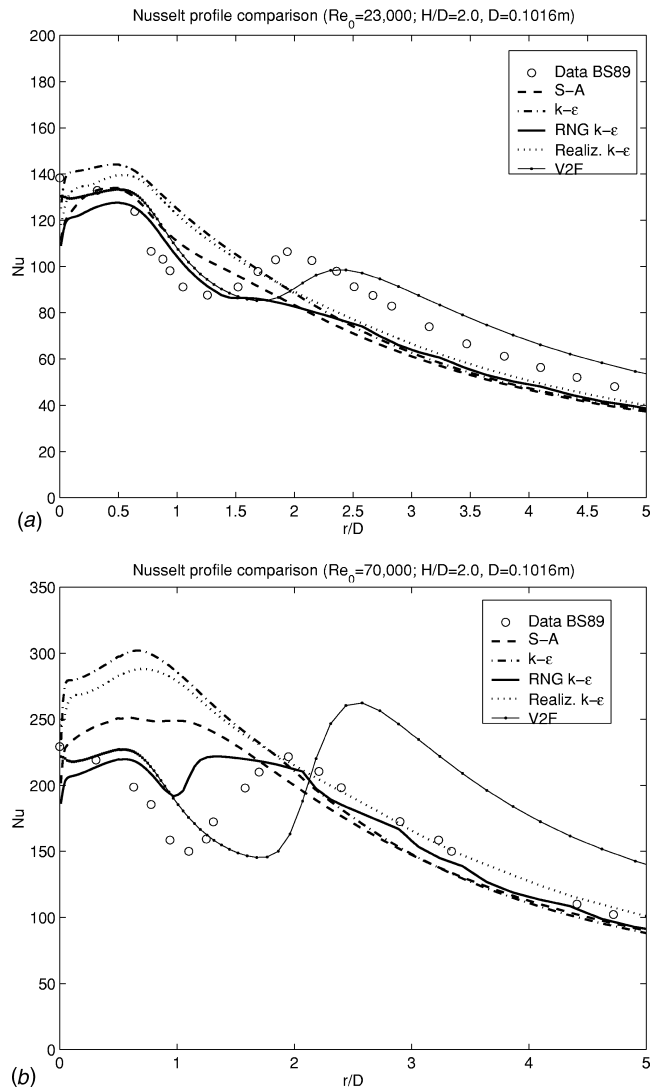 Nusselt profile comparison (Re0=23,000; H/D=2.0, D=0.1016m)
200
180
160
140
120
100
80
60
40
20
0
Nu
Data BS89
S−A
k−ε
RNG k−ε
Realiz. k−ε
V2F
0 0.5 1 1.5 2 2.5 3 3.5 4 4.5 5
r/D
(a)
Nusselt profile comparison (Re0=70,000; H/D=2.0, D=0.1016m)
350
300
250
200
150
100
50
0
Nu
Data BS89
S−A
k−ε
RNG k−ε
Realiz. k−ε
V2F
0 1 2 3 4 5
r/D
(b)